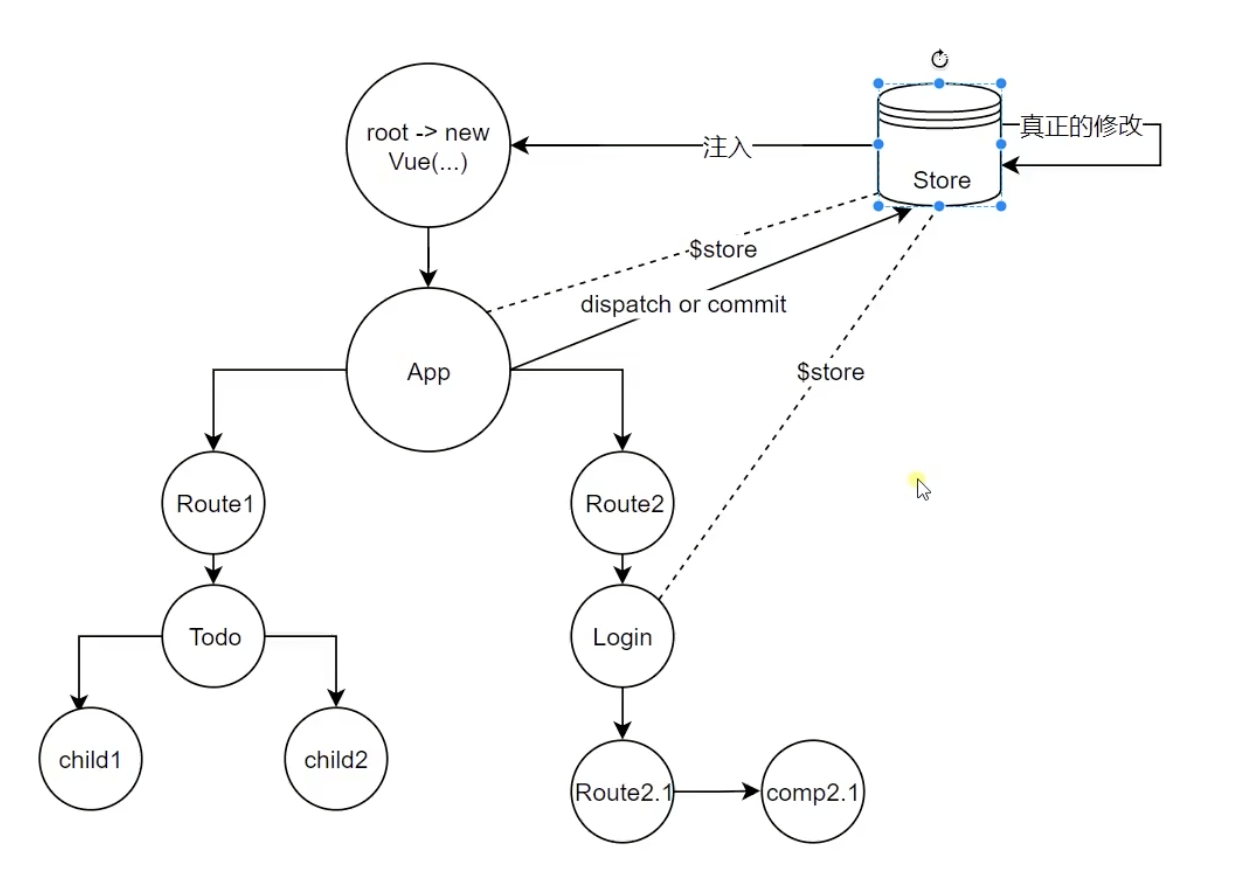 root -> new
Vue(...)
注入
真正的修改
Store
$store
dispatch or commit
App
$store
Route1
Route2
Todo
Login
child1
child2
Route2.1
comp2.1